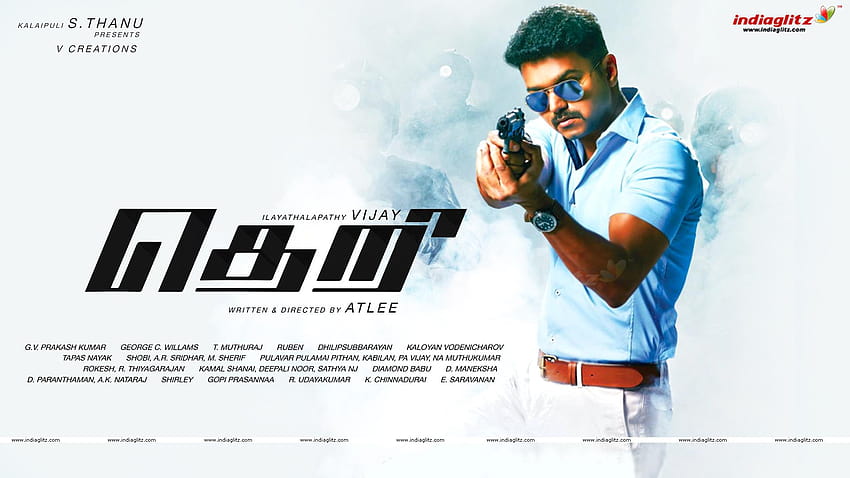 KALAIPULI S.THANU
PRESENTS
V CREATIONS
indiaglitz™
www.indiaglitz.com
ILAYATHALAPATHY VIJAY
தெறி
WRITTEN & DIRECTED BY ATLEE
G.V. PRAKASH KUMAR GEORGE C. WILLAMS T. MUTHURAJ RUBEN DHILIPSUBBARAYAN KALOYAN VODENICHAROV
TAPAS NAYAK SHOBI, A.R. SRIDHAR, M. SHERIF PULAVAR PULAMAI PITHAN, KABILAN, PA VIJAY, NA MUTHUKUMAR
ROKESH, R. THIYAGARAJAN KAMAL SHANAI, DEEPALI NOOR, SATHYA NJ DIAMOND BABU D. MANEKSHA
D. PARANTHAMAN, A.K. NATARAJ SHIRLEY GOPI PRASANNAA R. UDAYAKUMAR K. CHINNADURAI E. SARAVANAN
www.indiaglitz.com www.indiaglitz.com www.indiaglitz.com www.indiaglitz.com www.indiaglitz.com www.indiaglitz.com www.indiaglitz.com www.indiaglitz.com www.indiaglitz.com